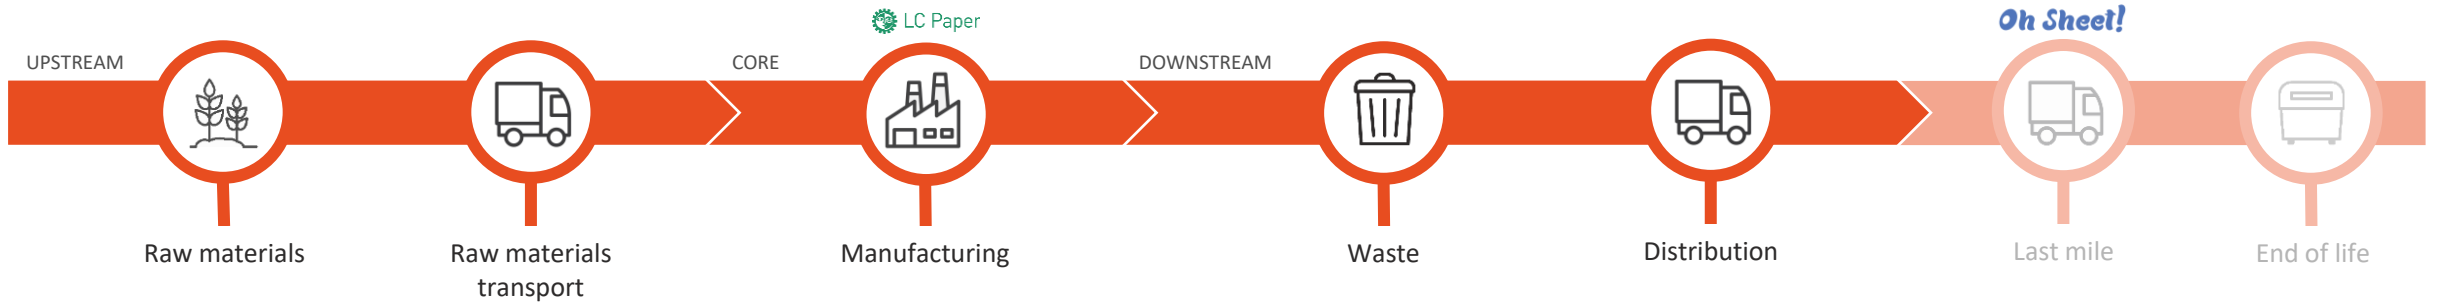 LC Paper
Oh Sheet!
UPSTREAM
CORE
DOWNSTREAM
Raw materials
Raw materials
transport
Manufacturing
Waste
Distribution
Last mile
End of life